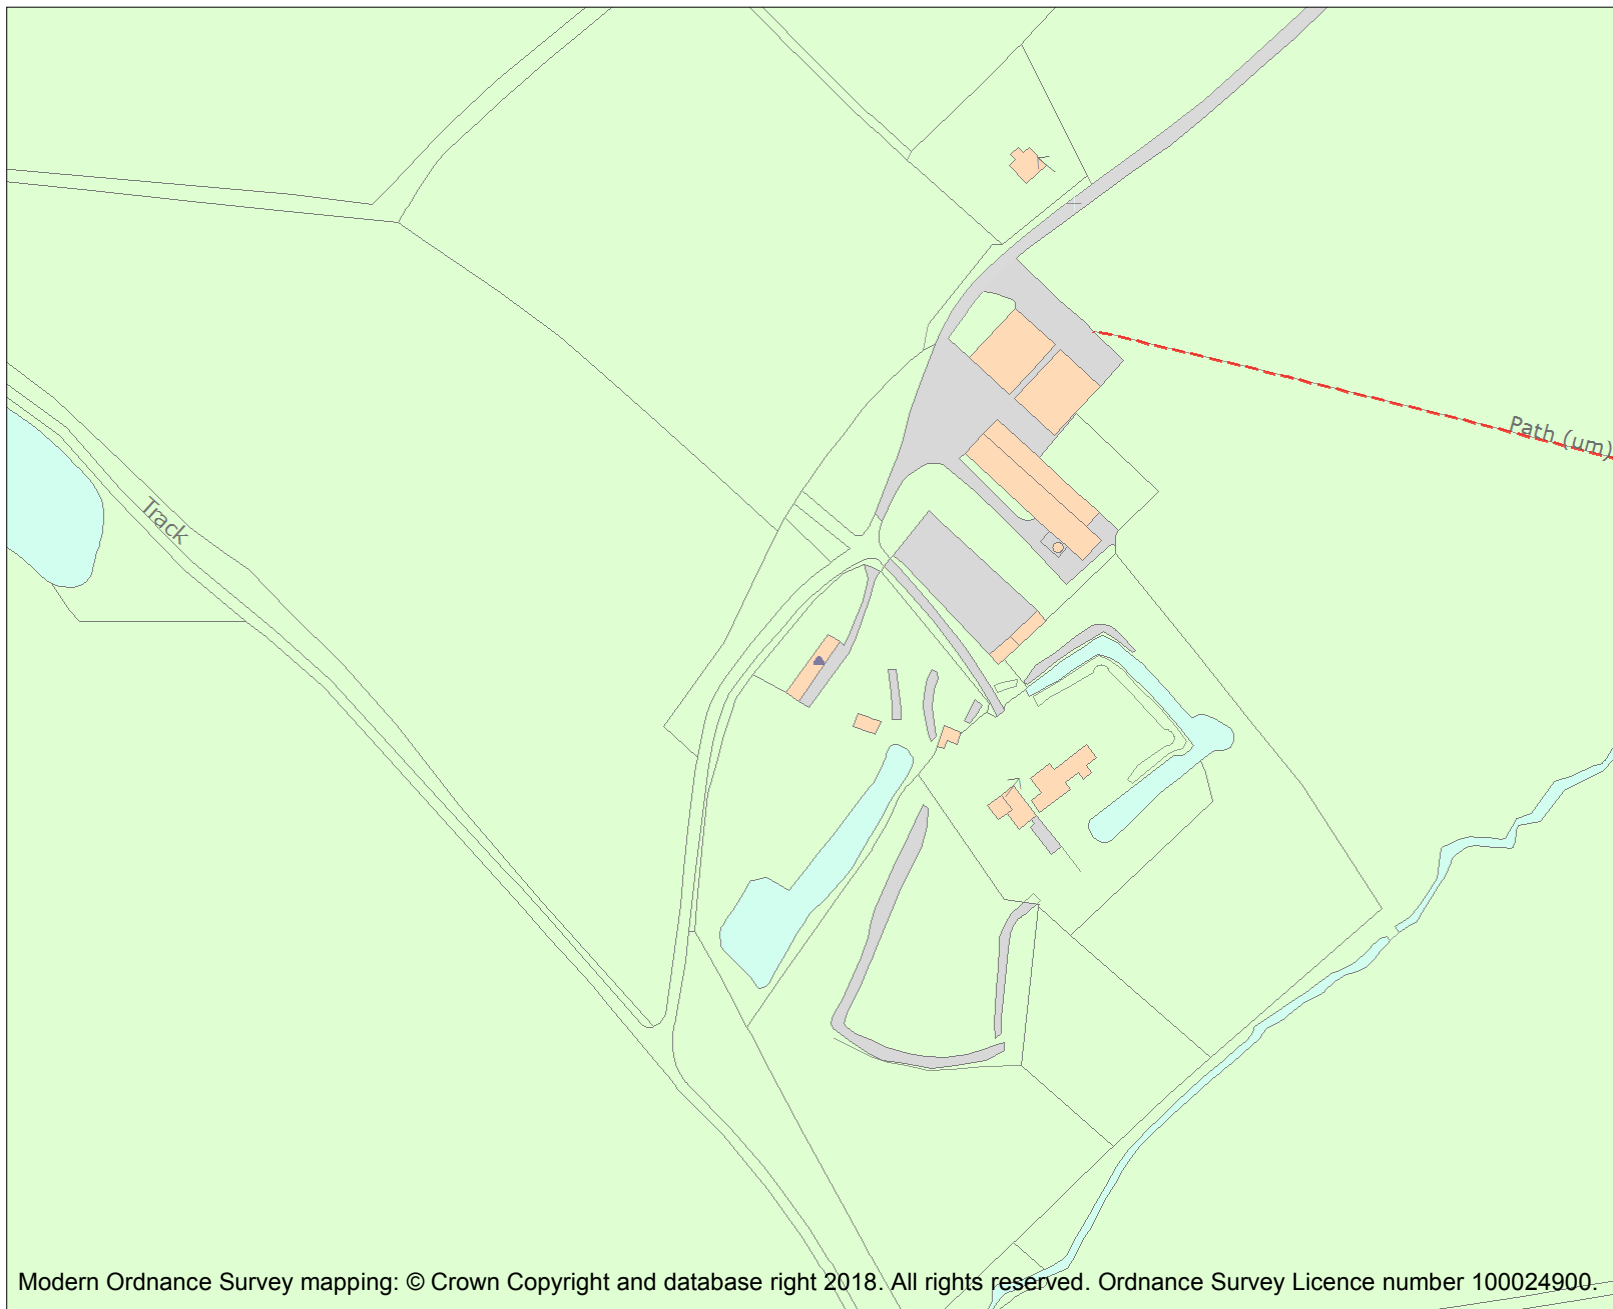 Path (um)
Track
Modern Ordnance Survey mapping: © Crown Copyright and database right 2018. All rights reserved. Ordnance Survey Licence number 100024900.